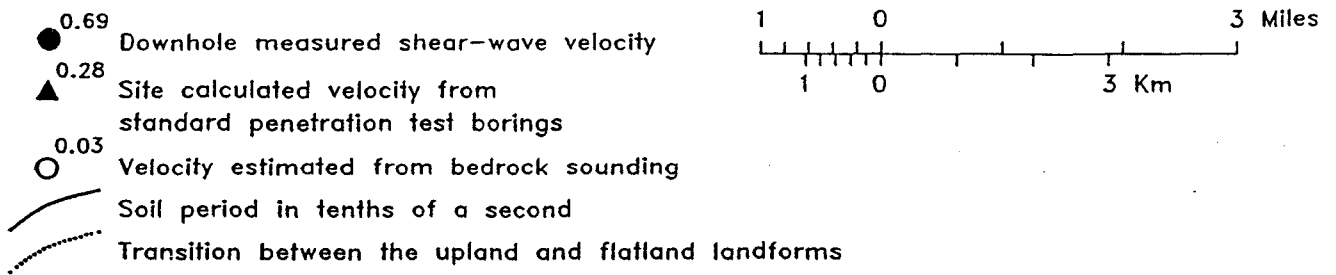 0.69 Downhole measured shear-wave velocity
0.28 Site calculated velocity from
standard penetration test borings
0.03 Velocity estimated from bedrock sounding
Soil period in tenths of a second
Transition between the upland and flatland landforms
1 0 3 Miles
1 0 3 Km